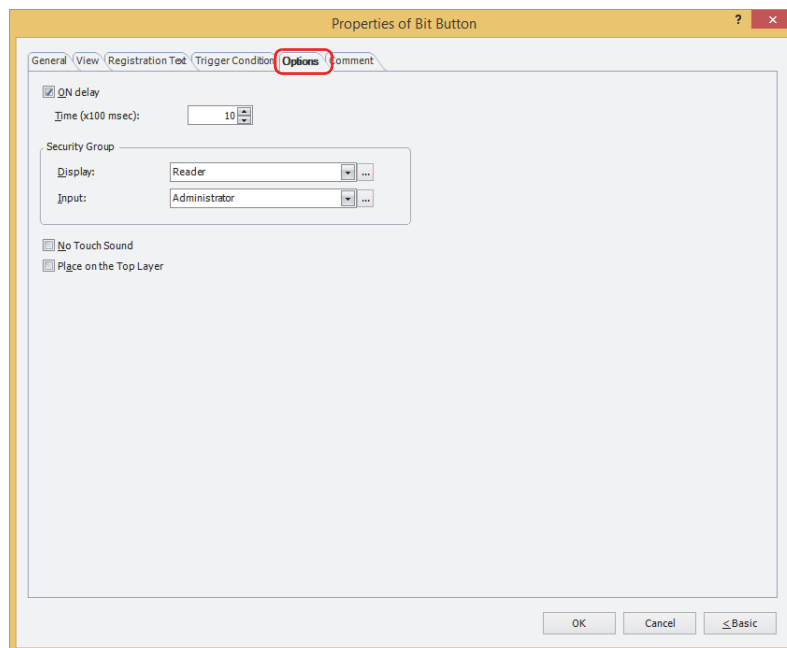 Properties of Bit Button
? ×
General View Registration Text Trigger Condition Options Comment
ON delay
Time (x100 msec): 10
Security Group
Display: Reader ...
Input: Administrator ...
No Touch Sound
Place on the Top Layer
OK Cancel < Basic